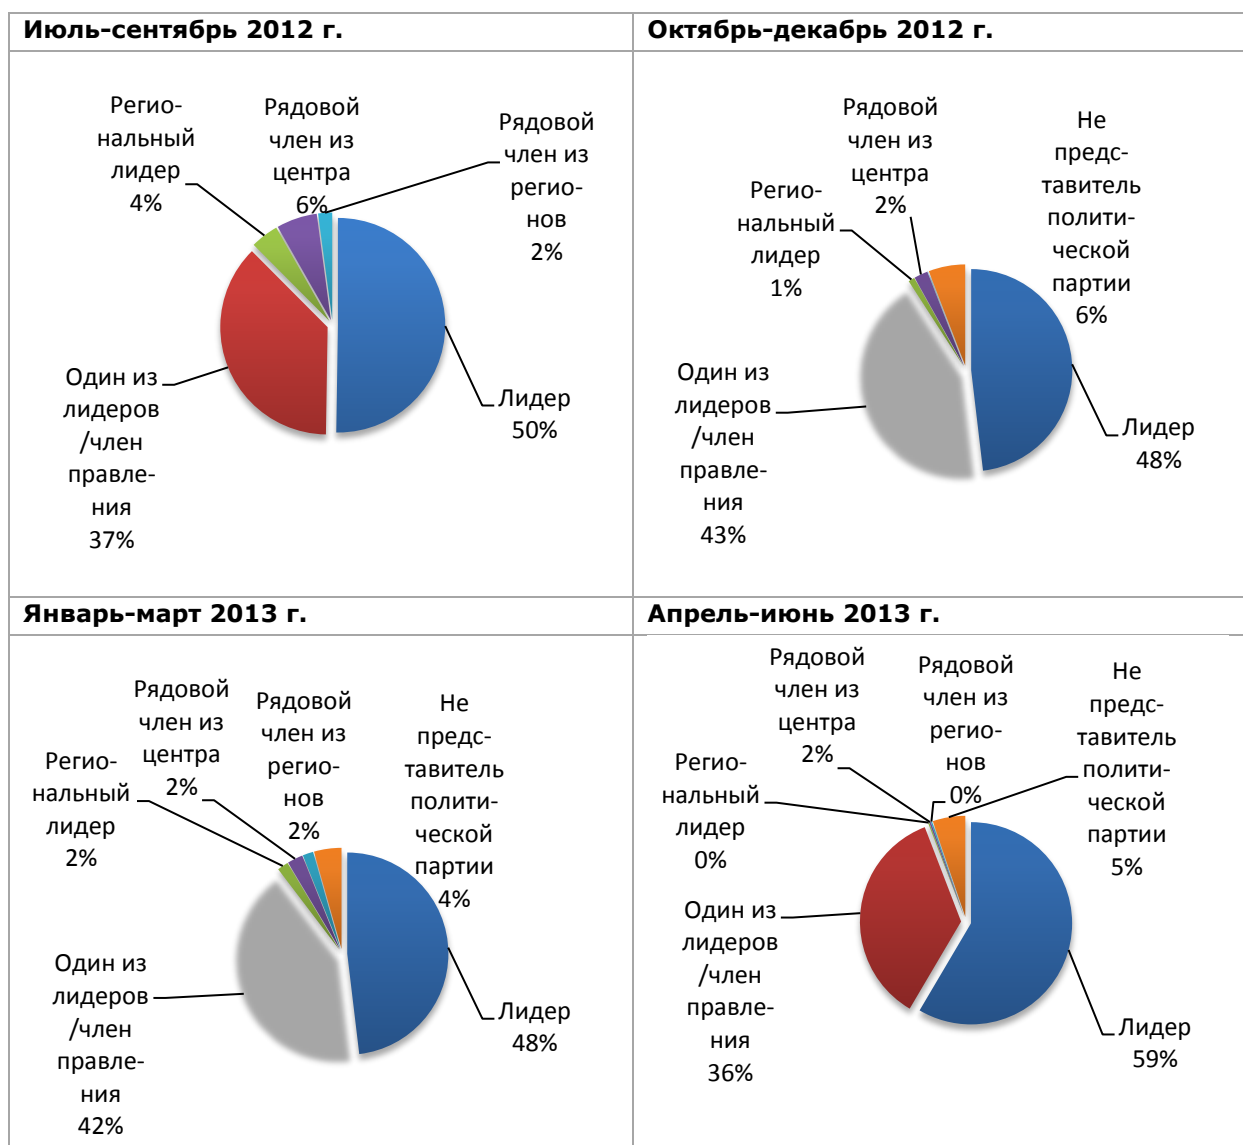 Июль-сентябрь 2012 г.
Регио-
нальный
лидер
4%
Рядовой
член из
центра
6%
Рядовой
член из
регио-
нов
2%
Один из
лидеров
/член
правле-
ния
37%
Лидер
50%
Октябрь-декабрь 2012 г.
Регио-
нальный
лидер
1%
Рядовой
член из
центра
2%
Не
предс-
тавитель
полити-
ческой
партии
6%
Один из
лидеров
/член
правле-
ния
43%
Лидер
48%
Январь-март 2013 г.
Регио-
нальный
лидер
2%
Рядовой
член из
центра
2%
Рядовой
член из
регио-
нов
2%
Не
предс-
тавитель
полити-
ческой
партии
4%
Один из
лидеров
/член
правле-
ния
42%
Лидер
48%
Апрель-июнь 2013 г.
Регио-
нальный
лидер
0%
Рядовой
член из
центра
2%
Рядовой
член из
регио-
нов
0%
Не
предс-
тавитель
полити-
ческой
партии
5%
Один из
лидеров
/член
правле-
ния
36%
Лидер
59%